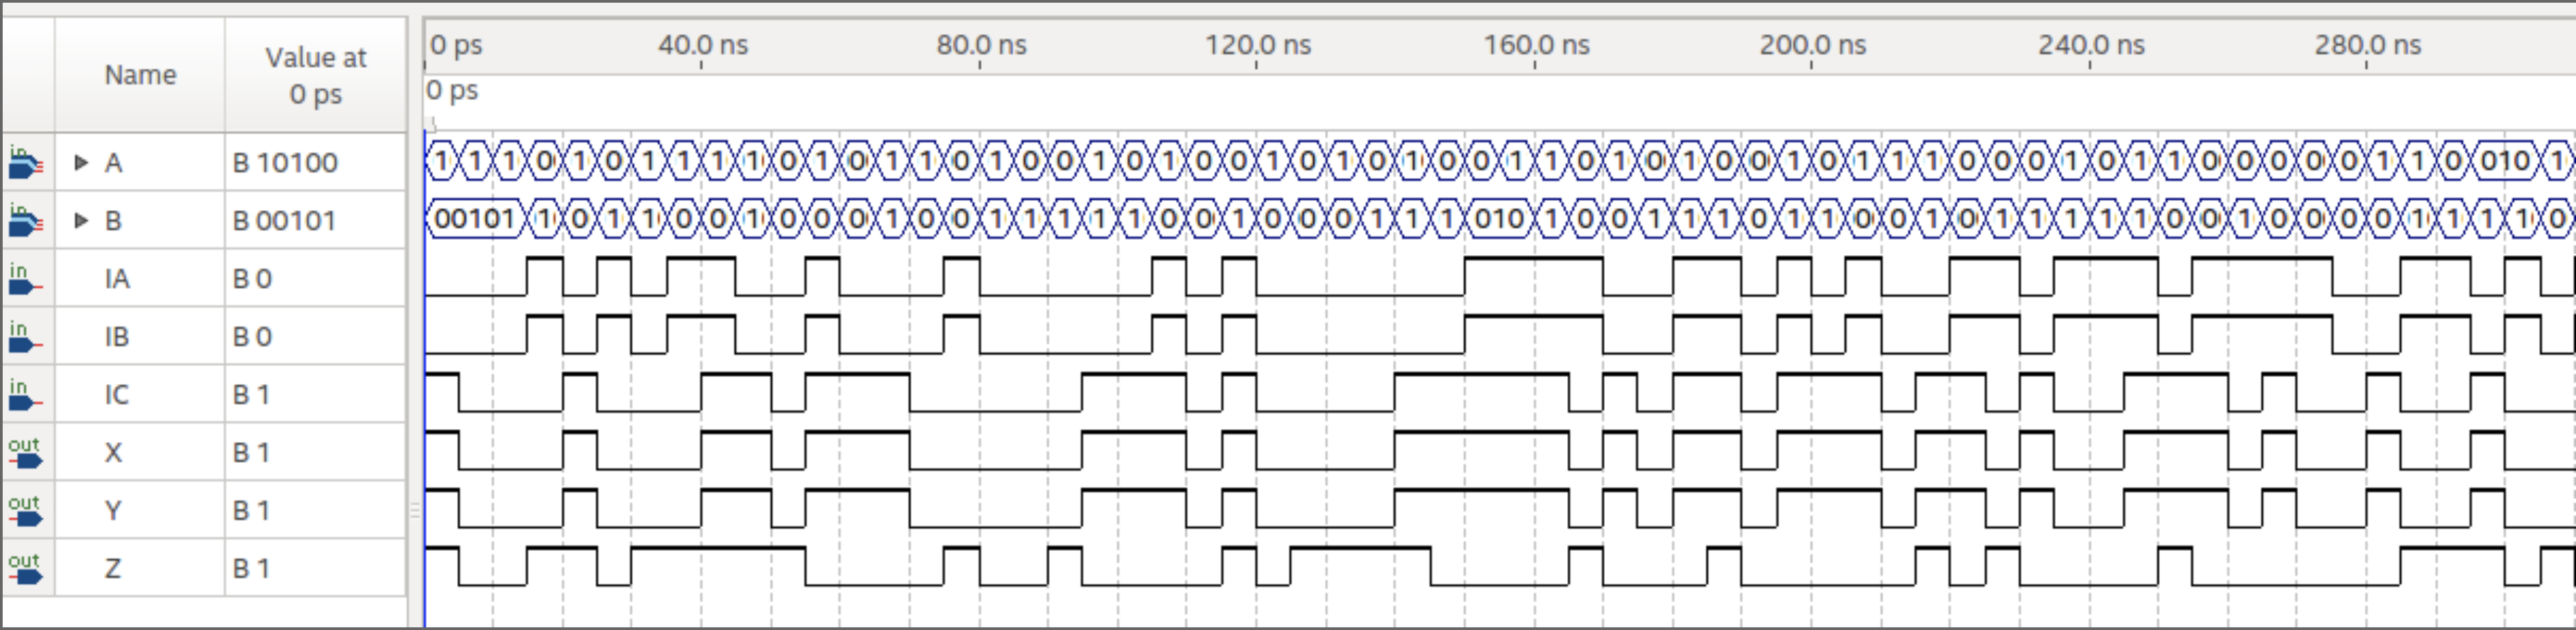 Name
Value at
0 ps
0 ps 40.0 ns 80.0 ns 120.0 ns 160.0 ns 200.0 ns 240.0 ns 280.0 ns
0 ps
in A B 10100 1 1 1 0 1 0 1 1 1 1 0 1 0 1 1 0 1 0 0 1 0 1 0 0 1 0 1 0 1 0 0 1 1 0 1 0 1 0 0 1 0 1 1 1 0 0 0 1 0 1 1 0 0 0 0 0 1 1 0 010 1
in B B 00101 00101 1 0 1 1 0 0 1 0 0 0 1 0 0 1 1 1 1 1 0 0 1 0 0 0 1 1 1 010 1 0 0 1 1 1 0 1 1 0 0 1 0 1 1 1 1 0 0 1 0 0 0 0 1 1 1 0
in IA B 0
in IB B 0
in IC B 1
out X B 1
out Y B 1
out Z B 1